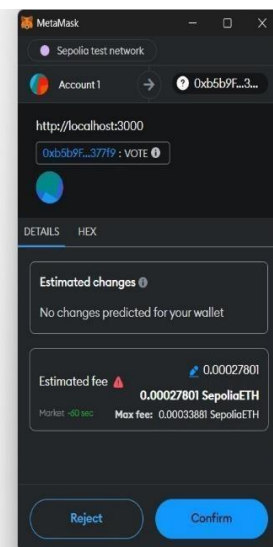 MetaMask
Sepolia test network
Account 1
0xb5b9F...3...
http://localhost:3000
0xb5b9F...377f9 : VOTE
DETAILS HEX
Estimated changes
No changes predicted for your wallet
0.00027801
Estimated fee
0.00027801 SepoliaETH
Market ~60 sec Max fee: 0.00033881 SepoliaETH
Reject Confirm